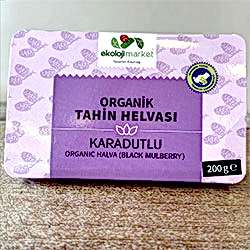 ekolojimarket
ORGANİK
TAHİN HELVASI
KARADUTLU
ORGANIC HALVA (BLACK MULBERRY)
200 g e